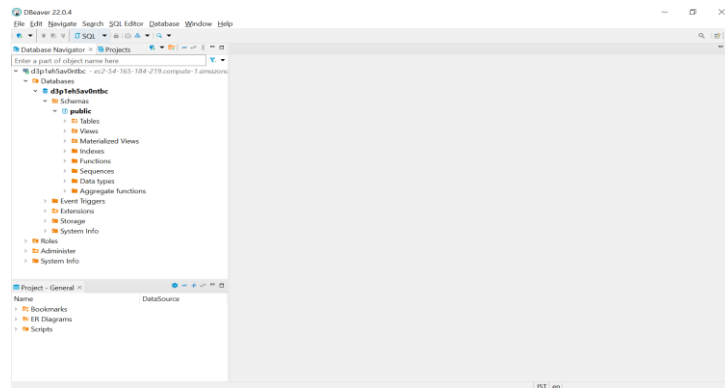 DBeaver 22.0.4
File Edit Navigate Search SQL Editor Database Window Help
SQL
Database Navigator Projects
Enter a part of object name here
d3p1eh5av0ntbc - ec2-54-165-184-219.compute-1.amazona
Databases
d3p1eh5av0ntbc
Schemas
public
Tables
Views
Materialized Views
Indexes
Functions
Sequences
Data types
Aggregate functions
Event Triggers
Extensions
Storage
System Info
Roles
Administer
System Info
Project - General
Name DataSource
Bookmarks
ER Diagrams
Scripts
IST en